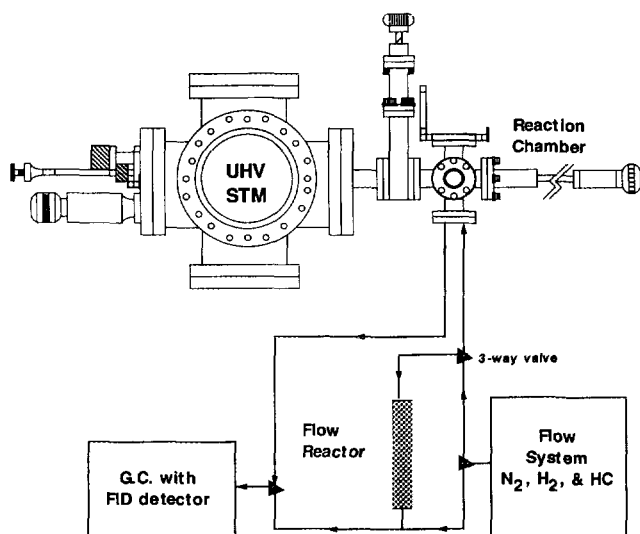 UHV
STM
Reaction
Chamber
3-way valve
Flow
Reactor
G.C. with
FID detector
Flow
System
N₂, H₂, & HC